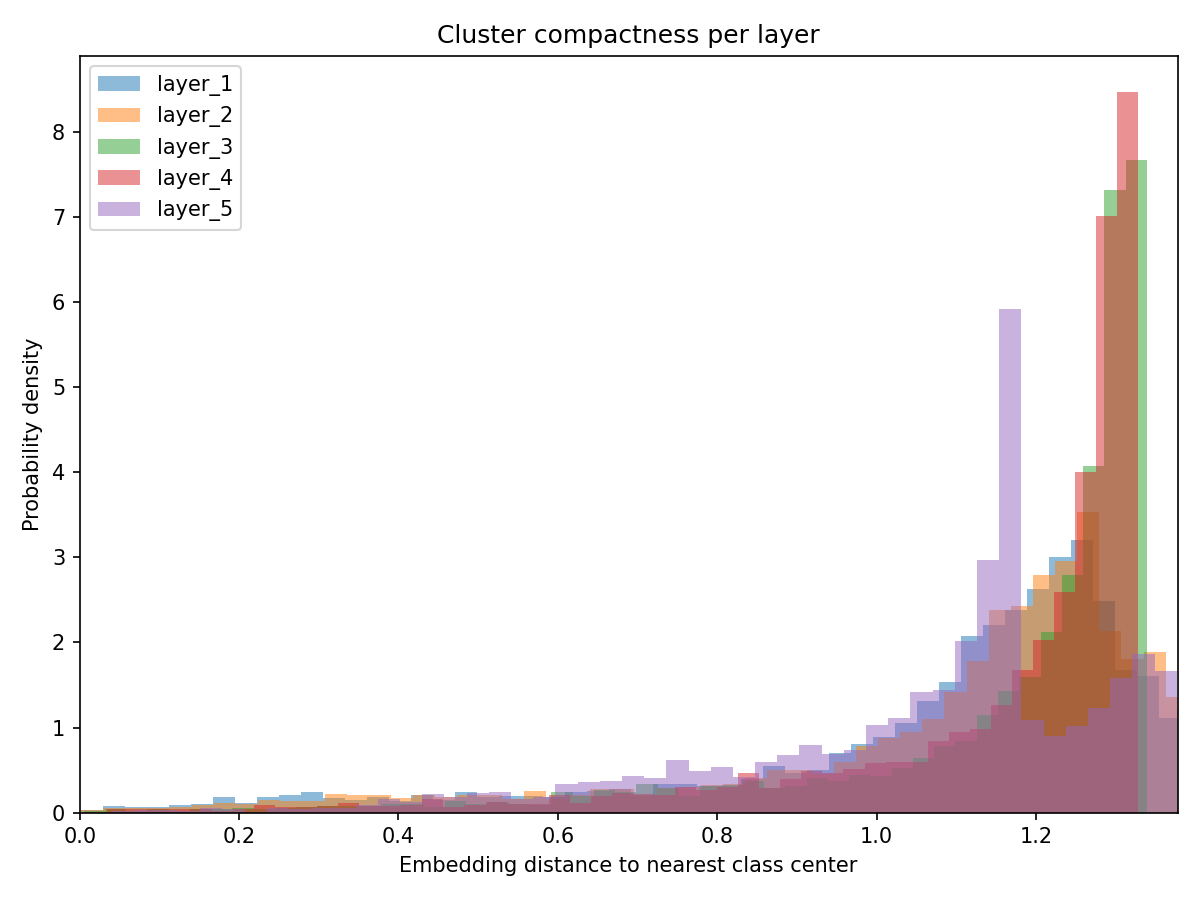 Cluster compactness per layer
layer_1
layer_2
layer_3
layer_4
layer_5
Probability density
8
7
6
5
4
3
2
1
0
0.0 0.2 0.4 0.6 0.8 1.0 1.2
Embedding distance to nearest class center